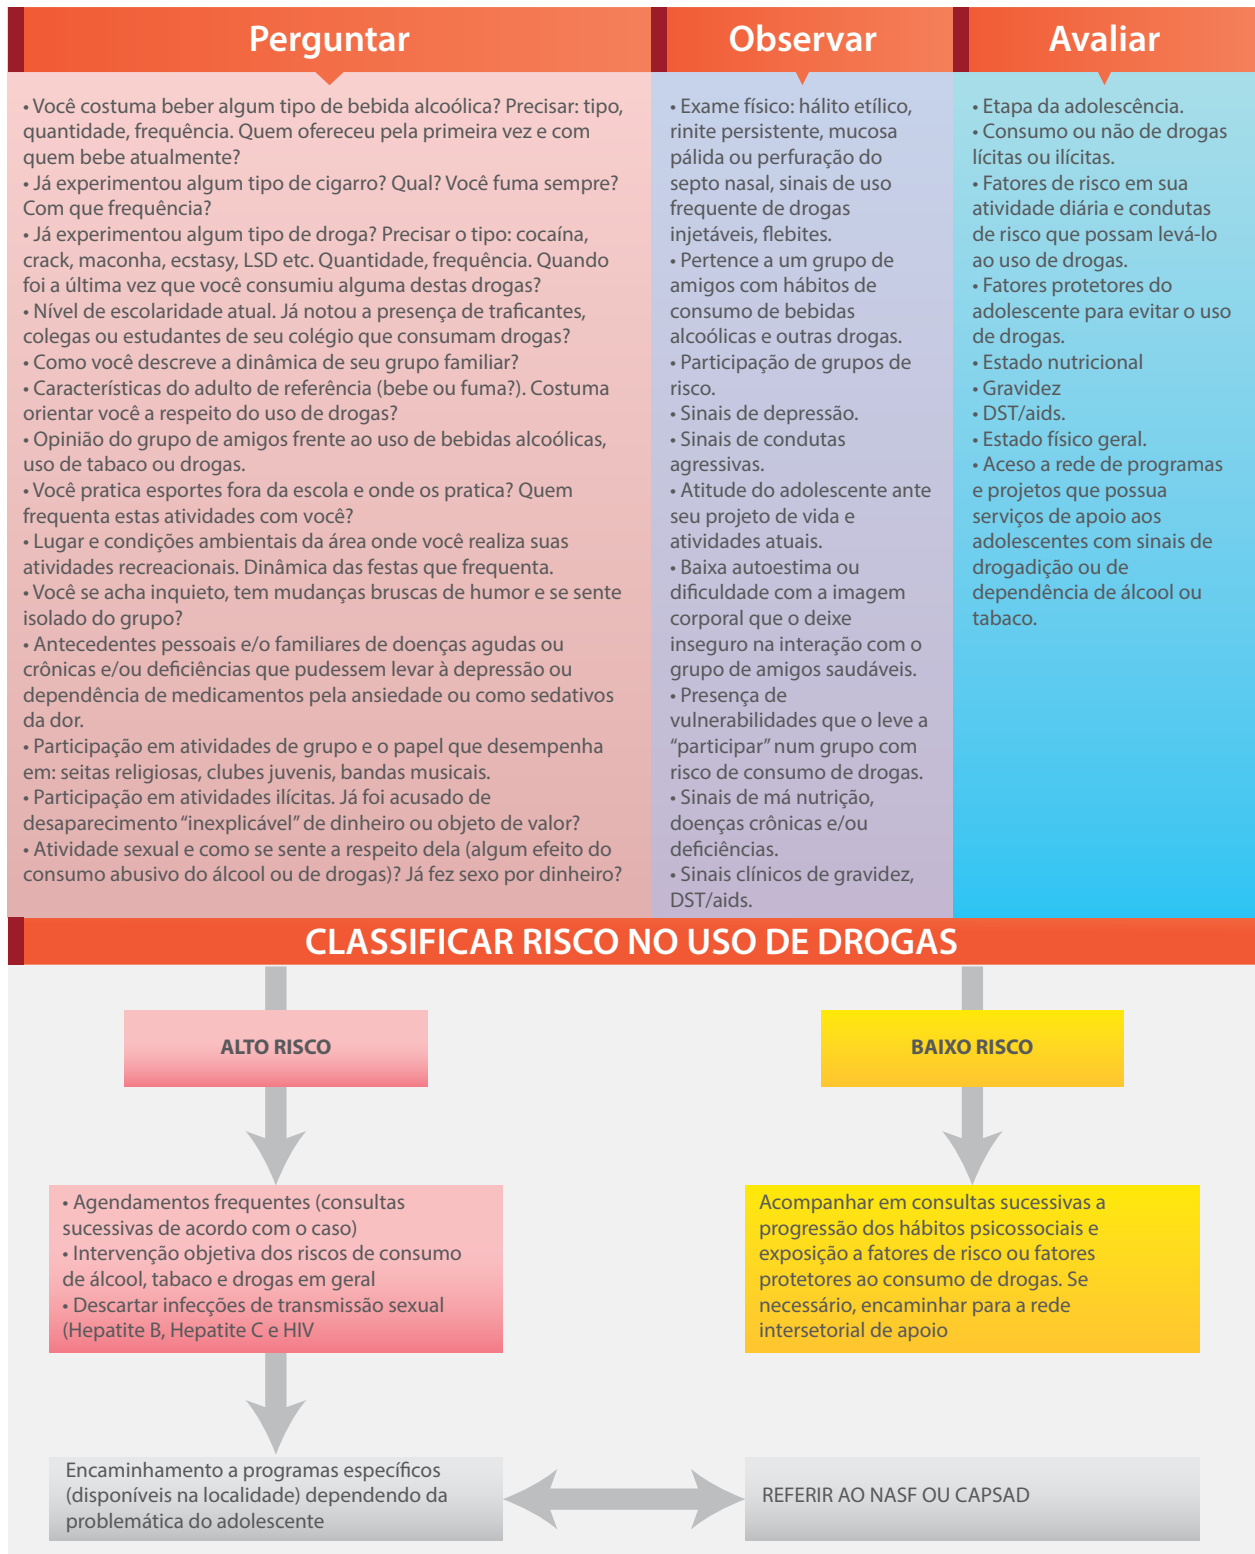 Perguntar
• Você costuma beber algum tipo de bebida alcoólica? Precisar: tipo,
quantidade, frequência. Quem ofereceu pela primeira vez e com
quem bebe atualmente?
• Já experimentou algum tipo de cigarro? Qual? Você fuma sempre?
Com que frequência?
• Já experimentou algum tipo de droga? Precisar o tipo: cocaína,
crack, maconha, ecstasy, LSD etc. Quantidade, frequência. Quando
foi a última vez que você consumiu alguma destas drogas?
• Nível de escolaridade atual. Já notou a presença de traficantes,
colegas ou estudantes de seu colégio que consumam drogas?
• Como você descreve a dinâmica de seu grupo familiar?
• Características do adulto de referência (bebe ou fuma?). Costuma
orientar você a respeito do uso de drogas?
• Opinião do grupo de amigos frente ao uso de bebidas alcoólicas,
uso de tabaco ou drogas.
• Você pratica esportes fora da escola e onde os pratica? Quem
frequenta estas atividades com você?
• Lugar e condições ambientais da área onde você realiza suas
atividades recreacionais. Dinâmica das festas que frequenta.
• Você se acha inquieto, tem mudanças bruscas de humor e se sente
isolado do grupo?
• Antecedentes pessoais e/o familiares de doenças agudas ou
crônicas e/ou deficiências que pudessem levar à depressão ou
dependência de medicamentos pela ansiedade ou como sedativos
da dor.
• Participação em atividades de grupo e o papel que desempenha
em: seitas religiosas, clubes juvenis, bandas musicais.
• Participação em atividades ilícitas. Já foi acusado de
desaparecimento “inexplicável” de dinheiro ou objeto de valor?
• Atividade sexual e como se sente a respeito dela (algum efeito do
consumo abusivo do álcool ou de drogas)? Já fez sexo por dinheiro?
Observar
• Exame físico: hálito etílico,
rinite persistente, mucosa
pálida ou perfuração do
septo nasal, sinais de uso
frequente de drogas
injetáveis, flebites.
• Pertence a um grupo de
amigos com hábitos de
consumo de bebidas
alcoólicas e outras drogas.
• Participação de grupos de
risco.
• Sinais de depressão.
• Sinais de condutas
agressivas.
• Atitude do adolescente ante
seu projeto de vida e
atividades atuais.
• Baixa autoestima ou
dificuldade com a imagem
corporal que o deixe
inseguro na interação com o
grupo de amigos saudáveis.
• Presença de
vulnerabilidades que o leve a
“participar” num grupo com
risco de consumo de drogas.
• Sinais de má nutrição,
doenças crônicas e/ou
deficiências.
• Sinais clínicos de gravidez,
DST/aids.
Avaliar
• Etapa da adolescência.
• Consumo ou não de drogas
lícitas ou ilícitas.
• Fatores de risco em sua
atividade diária e condutas
de risco que possam levá-lo
ao uso de drogas.
• Fatores protetores do
adolescente para evitar o uso
de drogas.
• Estado nutricional
• Gravidez
• DST/aids.
• Estado físico geral.
• Aceso a rede de programas
e projetos que possua
serviços de apoio aos
adolescentes com sinais de
drogadição ou de
dependência de álcool ou
tabaco.
CLASSIFICAR RISCO NO USO DE DROGAS
ALTO RISCO
BAIXO RISCO
• Agendamentos frequentes (consultas
sucessivas de acordo com o caso)
• Intervenção objetiva dos riscos de consumo
de álcool, tabaco e drogas em geral
• Descartar infecções de transmissão sexual
(Hepatite B, Hepatite C e HIV
Acompanhar em consultas sucessivas a
progressão dos hábitos psicossociais e
exposição a fatores de risco ou fatores
protetores ao consumo de drogas. Se
necessário, encaminhar para a rede
intersetorial de apoio
Encaminhamento a programas específicos
(disponíveis na localidade) dependendo da
problemática do adolescente
REFERIR AO NASF OU CAPSAD